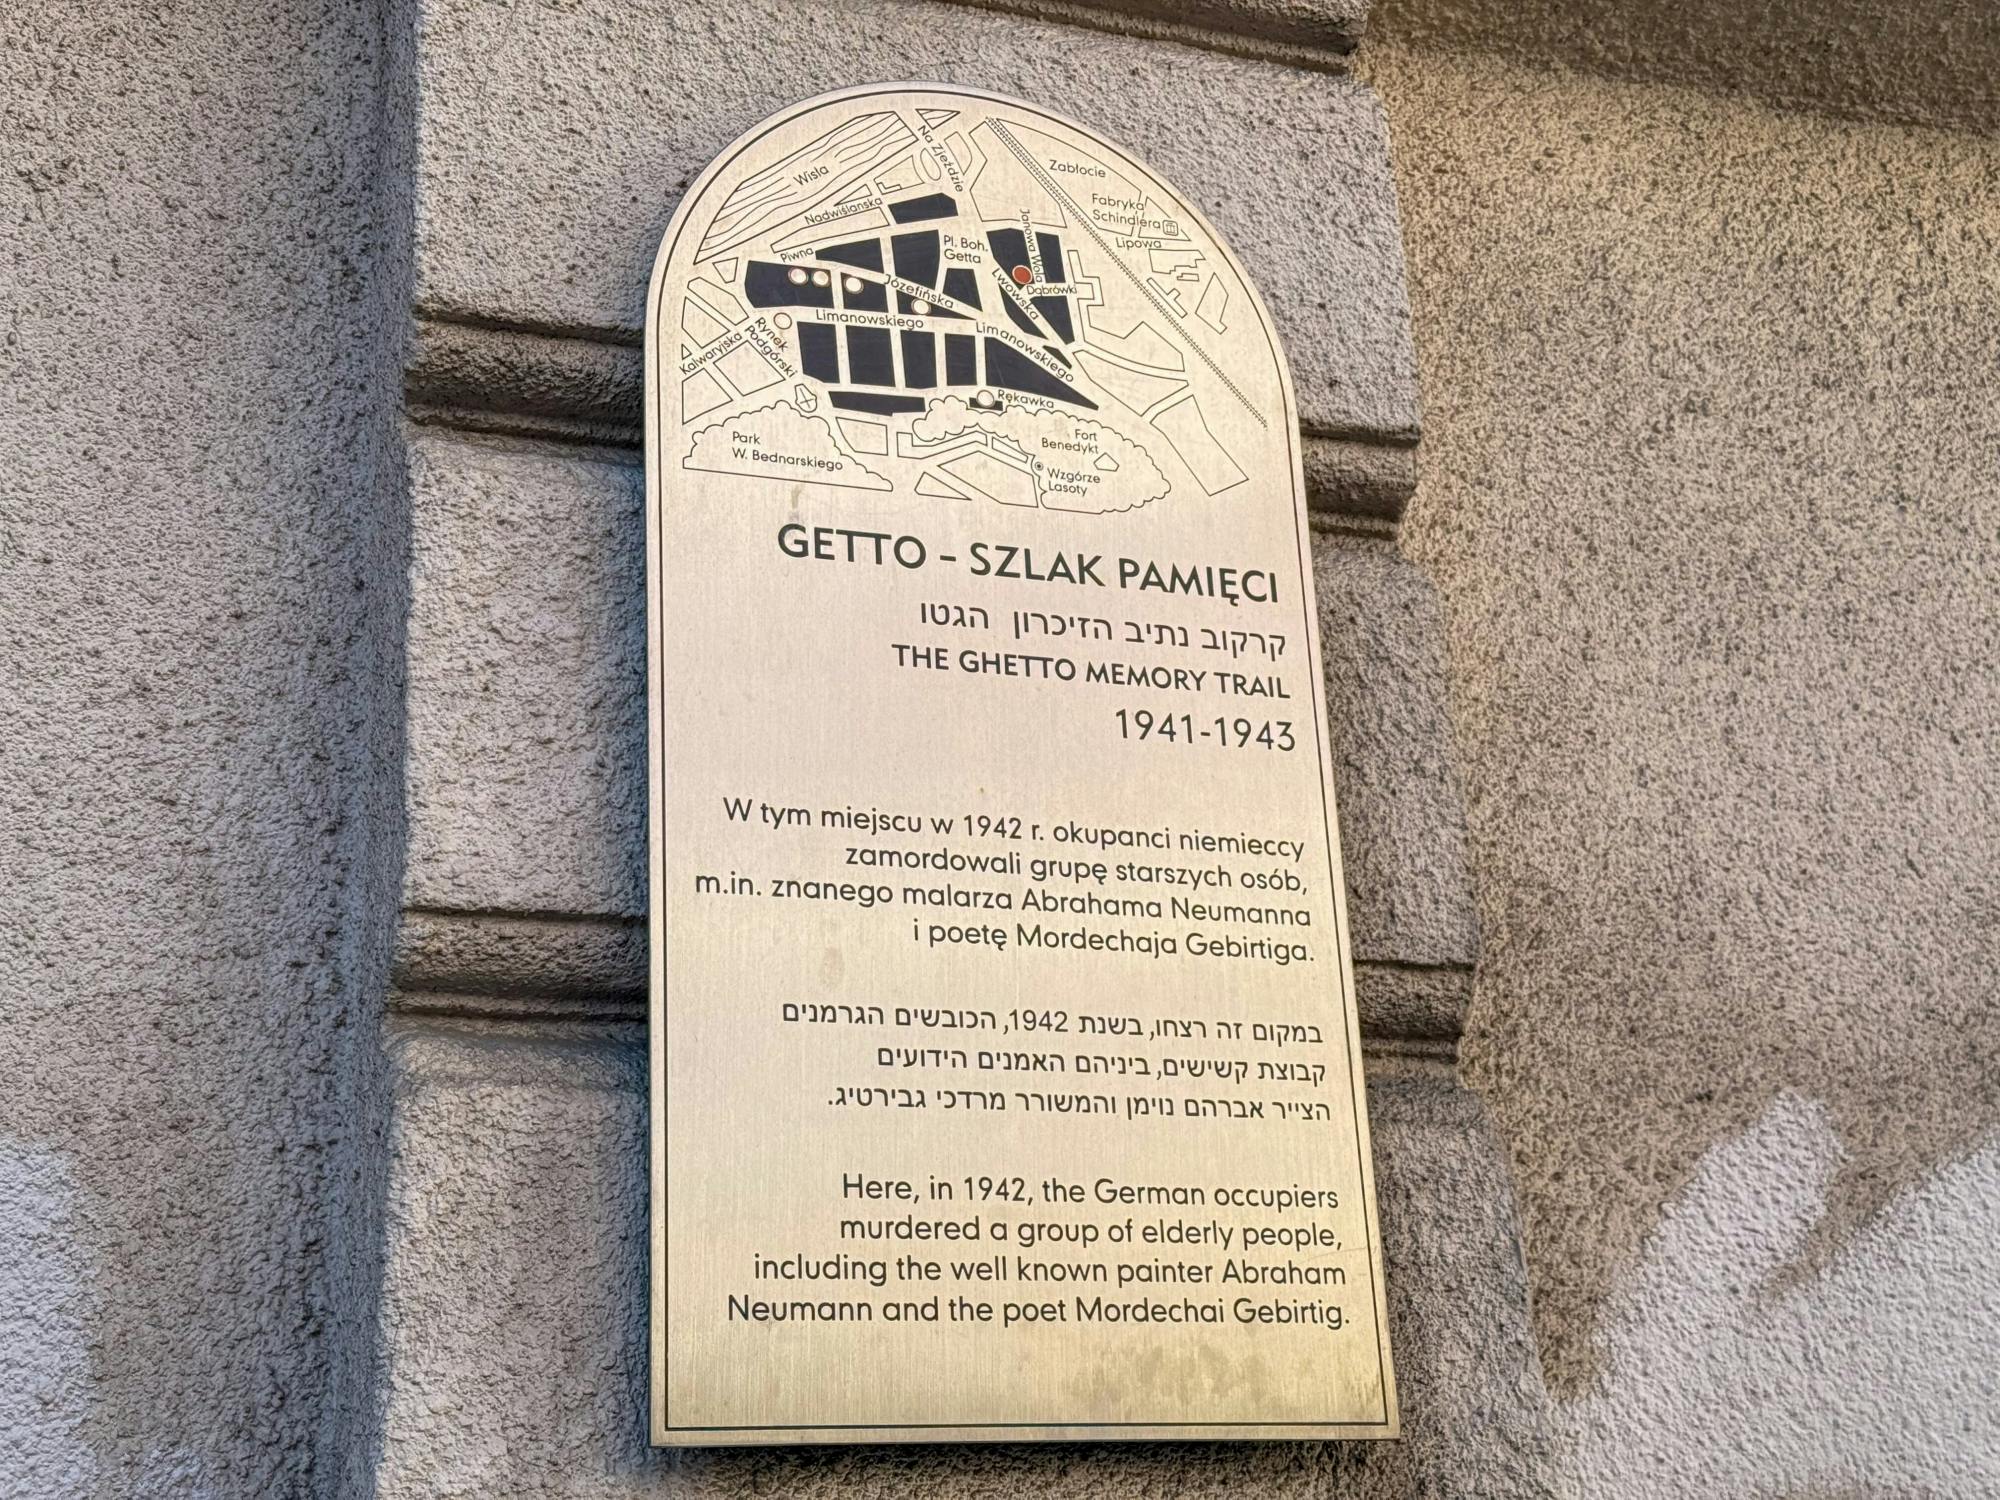 Wisła
Na Zjeździe
Zabłocie
Fabryka
Schindlera
Lipowa
Nadwiślańska
Piwna
Pl. Boh.
Getta
Janowa Wola
Dąbrówki
Lwowska
Józefińska
Limanowskiego
Limanowskiego
Rynek
Podgórski
Kalwaryjska
Rękawka
Park
W. Bednarskiego
Fort
Benedykt
Wzgórze
Lasoty
GETTO – SZLAK PAMIĘCI
קרקוב נתיב הזיכרון הגטו
THE GHETTO MEMORY TRAIL
1941-1943
W tym miejscu w 1942 r. okupanci niemieccy
zamordowali grupę starszych osób,
m.in. znanego malarza Abrahama Neumanna
i poetę Mordechaja Gebirtiga.
במקום זה רצחו, בשנת 1942, הכובשים הגרמנים
קבוצת קשישים, ביניהם האמנים הידועים
הצייר אברהם נוימן והמשורר מרדכי גבירטיג.
Here, in 1942, the German occupiers
murdered a group of elderly people,
including the well known painter Abraham
Neumann and the poet Mordechai Gebirtig.